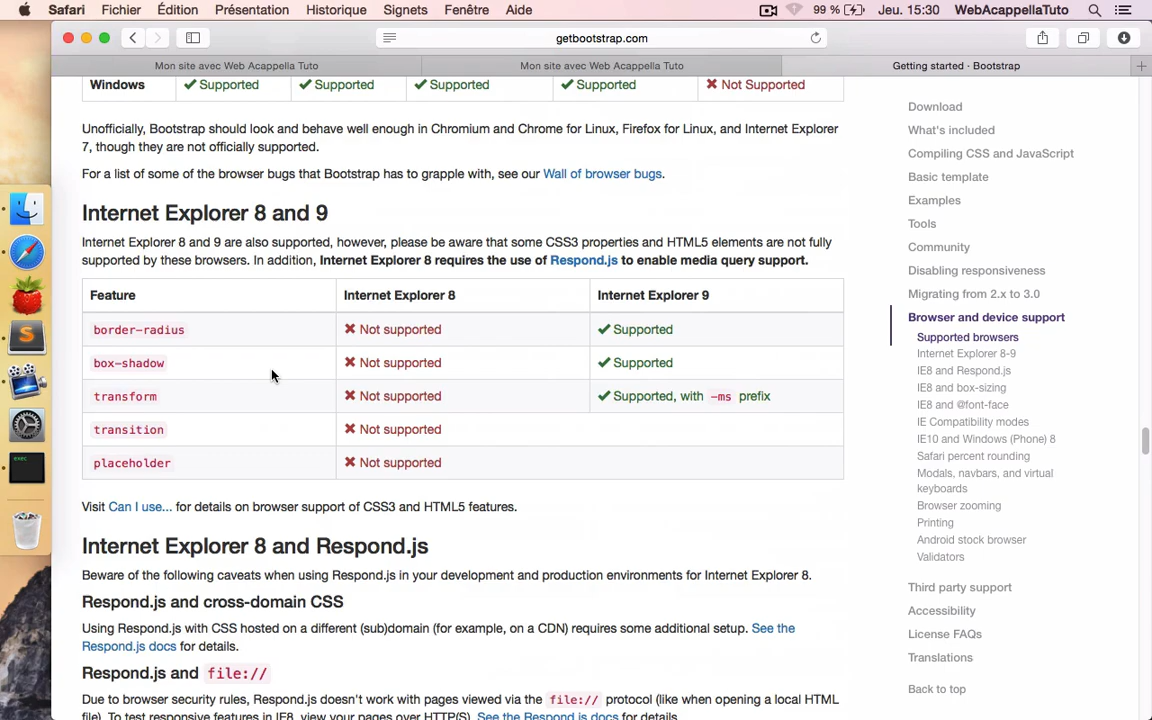 Safari Fichier Édition Présentation Historique Signets Fenêtre Aide 99 % Jeu. 15:30 WebAcappellaTuto
getbootstrap.com
Mon site avec Web Acappella Tuto Mon site avec Web Acappella Tuto Getting started · Bootstrap
Windows Supported Supported Supported Supported Not Supported
Unofficially, Bootstrap should look and behave well enough in Chromium and Chrome for Linux, Firefox for Linux, and Internet Explorer
7, though they are not officially supported.
For a list of some of the browser bugs that Bootstrap has to grapple with, see our Wall of browser bugs.
Internet Explorer 8 and 9
Internet Explorer 8 and 9 are also supported, however, please be aware that some CSS3 properties and HTML5 elements are not fully
supported by these browsers. In addition, Internet Explorer 8 requires the use of Respond.js to enable media query support.
Feature Internet Explorer 8 Internet Explorer 9
border-radius Not supported Supported
box-shadow Not supported Supported
transform Not supported Supported, with -ms prefix
transition Not supported
placeholder Not supported
Visit Can I use... for details on browser support of CSS3 and HTML5 features.
Internet Explorer 8 and Respond.js
Beware of the following caveats when using Respond.js in your development and production environments for Internet Explorer 8.
Respond.js and cross-domain CSS
Using Respond.js with CSS hosted on a different (sub)domain (for example, on a CDN) requires some additional setup. See the
Respond.js docs for details.
Respond.js and file://
Due to browser security rules, Respond.js doesn't work with pages viewed via the file:// protocol (like when opening a local HTML
file). To test responsive features in IE8, view your pages over HTTP(S). See the Respond.js docs for details.
Download
What's included
Compiling CSS and JavaScript
Basic template
Examples
Tools
Community
Disabling responsiveness
Migrating from 2.x to 3.0
Browser and device support
Supported browsers
Internet Explorer 8-9
IE8 and Respond.js
IE8 and box-sizing
IE8 and @font-face
IE Compatibility modes
IE10 and Windows (Phone) 8
Safari percent rounding
Modals, navbars, and virtual
keyboards
Browser zooming
Printing
Android stock browser
Validators
Third party support
Accessibility
License FAQs
Translations
Back to top